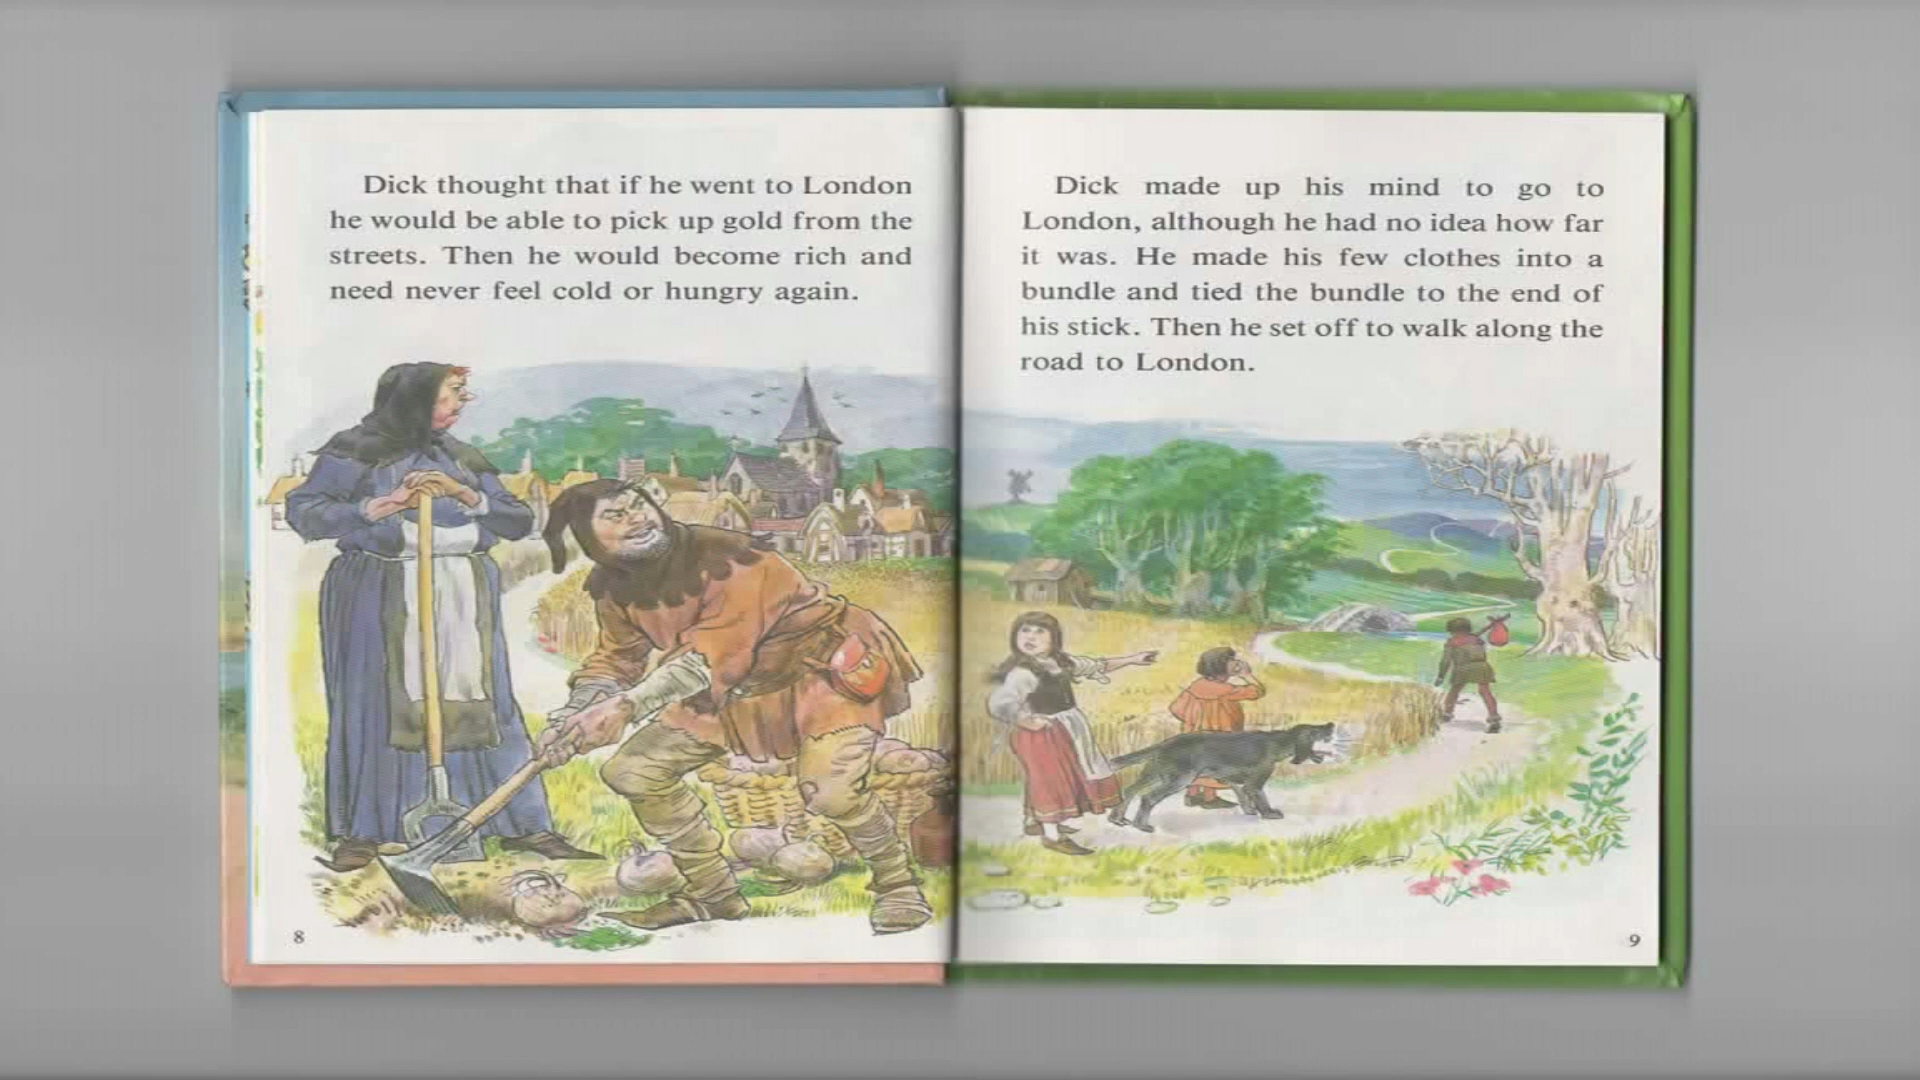 Dick thought that if he went to London
he would be able to pick up gold from the
streets. Then he would become rich and
need never feel cold or hungry again.
8
Dick made up his mind to go to
London, although he had no idea how far
it was. He made his few clothes into a
bundle and tied the bundle to the end of
his stick. Then he set off to walk along the
road to London.
9